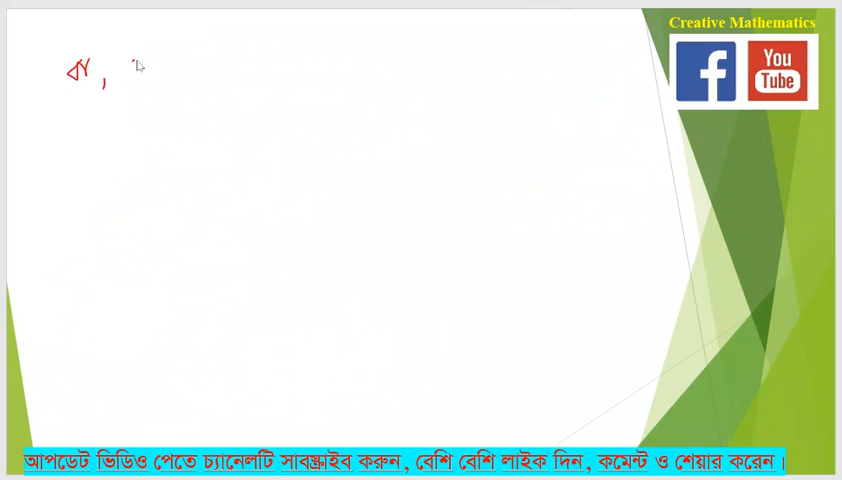 Creative Mathematics
f
You
Tube
আপডেট ভিডিও পেতে চ্যানেলটি সাবস্ক্রাইব করুন, বেশি বেশি লাইক দিন, কমেন্ট ও শেয়ার করেন।